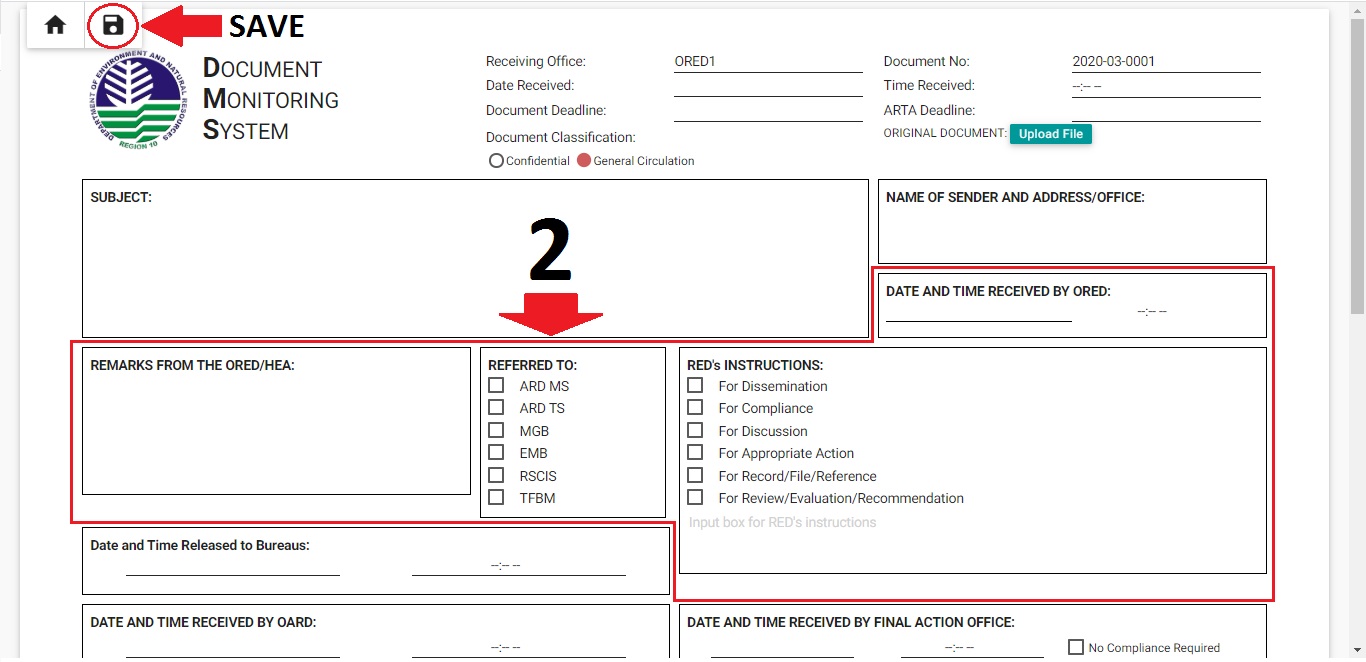 SAVE
DEPARTMENT OF ENVIRONMENT AND NATURAL RESOURCES
REGION 10
DOCUMENT
MONITORING
SYSTEM
Receiving Office: ORED1
Date Received:
Document Deadline:
Document Classification:
Confidential General Circulation
Document No: 2020-03-0001
Time Received: --:-- --
ARTA Deadline:
ORIGINAL DOCUMENT: Upload File
SUBJECT:
2
NAME OF SENDER AND ADDRESS/OFFICE:
DATE AND TIME RECEIVED BY ORED:
--:-- --
REMARKS FROM THE ORED/HEA:
REFERRED TO:
ARD MS
ARD TS
MGB
EMB
RSCIS
TFBM
RED's INSTRUCTIONS:
For Dissemination
For Compliance
For Discussion
For Appropriate Action
For Record/File/Reference
For Review/Evaluation/Recommendation
Input box for RED's instructions
Date and Time Released to Bureaus:
--:-- --
DATE AND TIME RECEIVED BY OARD:
--:-- --
DATE AND TIME RECEIVED BY FINAL ACTION OFFICE:
--:-- -- No Compliance Required